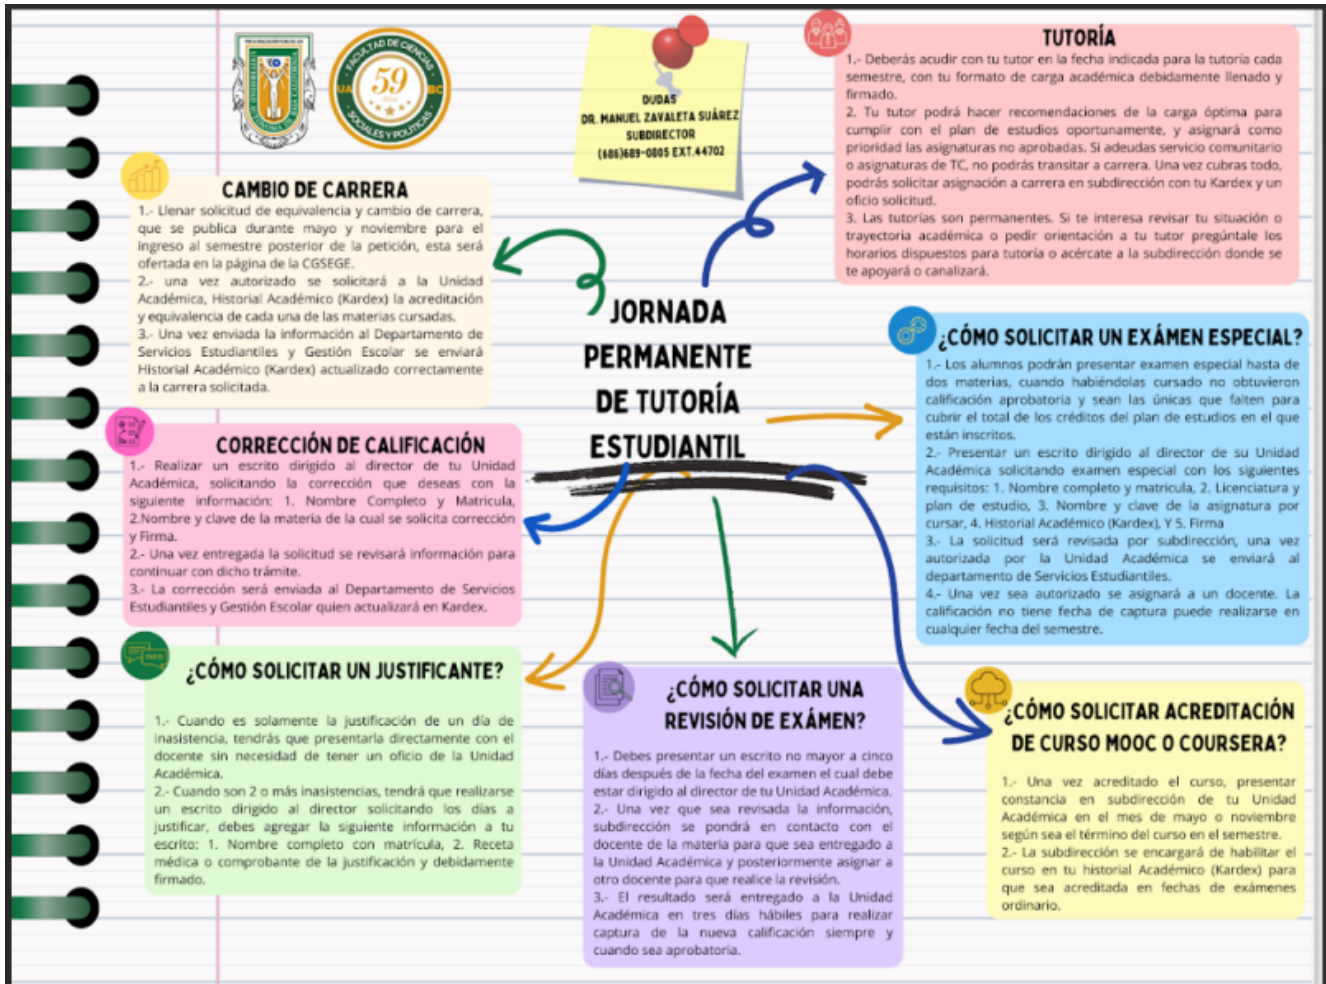 POR LA REALIZACIÓN PLENA DEL SER
UNIVERSIDAD AUTÓNOMA DE BAJA CALIFORNIA
FACULTAD DE CIENCIAS
UA 59 BC
AÑOS
SOCIALES Y POLÍTICAS
DUDAS
DR. MANUEL ZAVALETA SUÁREZ
SUBDIRECTOR
(686)689-0805 EXT.44702
TUTORÍA
1.- Deberás acudir con tu tutor en la fecha indicada para la tutoría cada
semestre, con tu formato de carga académica debidamente llenado y
firmado.
2. Tu tutor podrá hacer recomendaciones de la carga óptima para
cumplir con el plan de estudios oportunamente, y asignará como
prioridad las asignaturas no aprobadas. Si adeudas servicio comunitario
o asignaturas de TC, no podrás transitar a carrera. Una vez cubras todo,
podrás solicitar asignación a carrera en subdirección con tu Kardex y un
oficio solicitud.
3. Las tutorías son permanentes. Si te interesa revisar tu situación o
trayectoria académica o pedir orientación a tu tutor pregúntale los
horarios dispuestos para tutoría o acércate a la subdirección donde se
te apoyará o canalizará.
CAMBIO DE CARRERA
1.- Llenar solicitud de equivalencia y cambio de carrera,
que se publica durante mayo y noviembre para el
ingreso al semestre posterior de la petición, esta será
ofertada en la página de la CGSEGE.
2.- una vez autorizado se solicitará a la Unidad
Académica, Historial Académico (Kardex) la acreditación
y equivalencia de cada una de las materias cursadas.
3.- Una vez enviada la información al Departamento de
Servicios Estudiantiles y Gestión Escolar se enviará
Historial Académico (Kardex) actualizado correctamente
a la carrera solicitada.
JORNADA
PERMANENTE
DE TUTORÍA
ESTUDIANTIL
¿CÓMO SOLICITAR UN EXÁMEN ESPECIAL?
1.- Los alumnos podrán presentar examen especial hasta de
dos materias, cuando habiéndolas cursado no obtuvieron
calificación aprobatoria y sean las únicas que falten para
cubrir el total de los créditos del plan de estudios en el que
están inscritos.
2.- Presentar un escrito dirigido al director de su Unidad
Académica solicitando examen especial con los siguientes
requisitos: 1. Nombre completo y matricula, 2. Licenciatura y
plan de estudio, 3. Nombre y clave de la asignatura por
cursar, 4. Historial Académico (Kardex), Y 5. Firma
3.- La solicitud será revisada por subdirección, una vez
autorizada por la Unidad Académica se enviará al
departamento de Servicios Estudiantiles.
4.- Una vez sea autorizado se asignará a un docente. La
calificación no tiene fecha de captura puede realizarse en
cualquier fecha del semestre.
CORRECCIÓN DE CALIFICACIÓN
1.- Realizar un escrito dirigido al director de tu Unidad
Académica, solicitando la corrección que deseas con la
siguiente información: 1. Nombre Completo y Matricula,
2.Nombre y clave de la materia de la cual se solicita corrección
y Firma.
2.- Una vez entregada la solicitud se revisará información para
continuar con dicho trámite.
3.- La corrección será enviada al Departamento de Servicios
Estudiantiles y Gestión Escolar quien actualizará en Kardex.
¿CÓMO SOLICITAR UN JUSTIFICANTE?
1.- Cuando es solamente la justificación de un día de
inasistencia, tendrás que presentarla directamente con el
docente sin necesidad de tener un oficio de la Unidad
Académica.
2.- Cuando son 2 o más inasistencias, tendrá que realizarse
un escrito dirigido al director solicitando los días a
justificar, debes agregar la siguiente información a tu
escrito: 1. Nombre completo con matrícula, 2. Receta
médica o comprobante de la justificación y debidamente
firmado.
¿CÓMO SOLICITAR UNA
REVISIÓN DE EXÁMEN?
1.- Debes presentar un escrito no mayor a cinco
días después de la fecha del examen el cual debe
estar dirigido al director de tu Unidad Académica.
2.- Una vez que sea revisada la información,
subdirección se pondrá en contacto con el
docente de la materia para que sea entregado a
la Unidad Académica y posteriormente asignar a
otro docente para que realice la revisión.
3.- El resultado será entregado a la Unidad
Académica en tres días hábiles para realizar
captura de la nueva calificación siempre y
cuando sea aprobatoria.
¿CÓMO SOLICITAR ACREDITACIÓN
DE CURSO MOOC O COURSERA?
1.- Una vez acreditado el curso, presentar
constancia en subdirección de tu Unidad
Académica en el mes de mayo o noviembre
según sea el término del curso en el semestre.
2.- La subdirección se encargará de habilitar el
curso en tu historial Académico (Kardex) para
que sea acreditada en fechas de exámenes
ordinario.